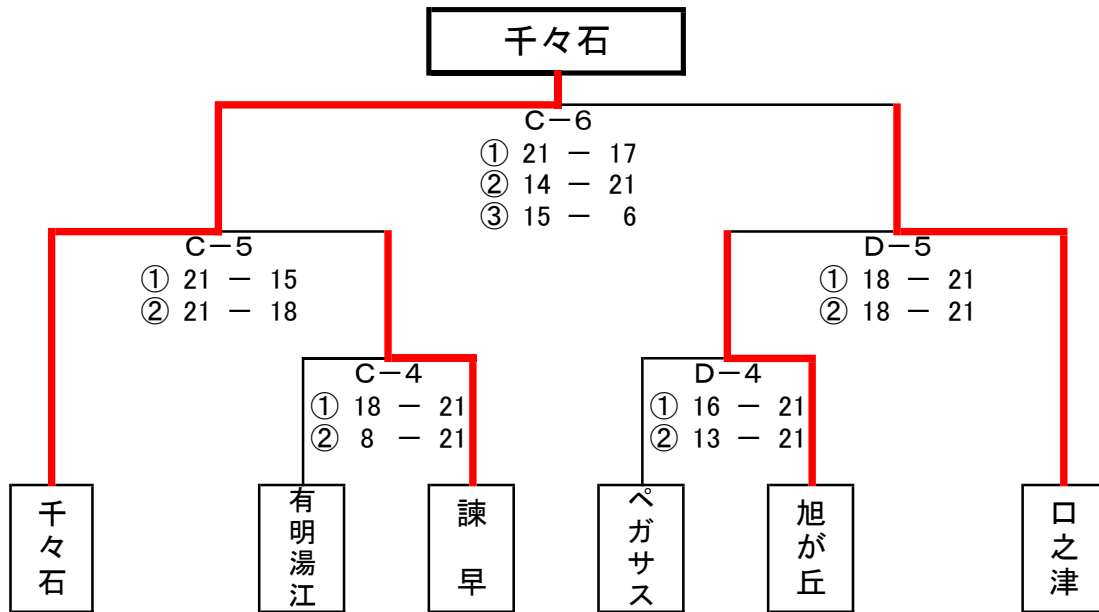 千々石
C-6
① 21 － 17
② 14 － 21
③ 15 － 6
C-5
① 21 － 15
② 21 － 18
D-5
① 18 － 21
② 18 － 21
C-4
① 18 － 21
② 8 － 21
D-4
① 16 － 21
② 13 － 21
千々石
有明湯江
諫早
ペガサス
旭が丘
口之津